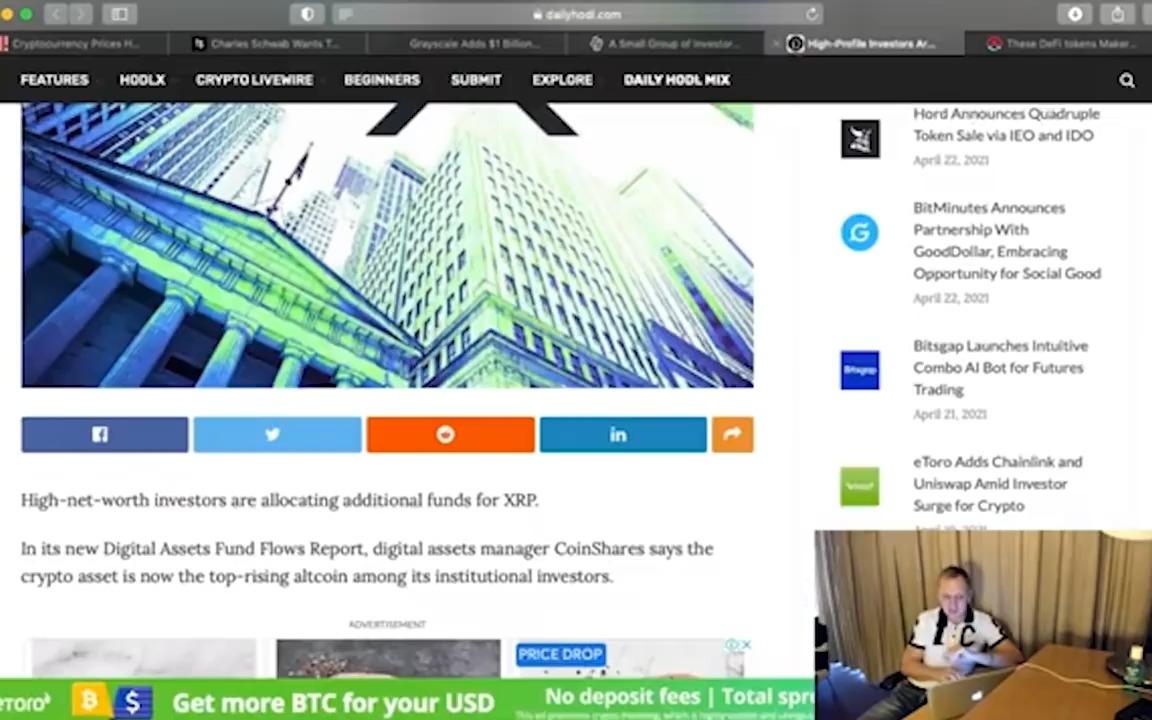 dailyhodl.com
Cryptocurrency Prices H...
Charles Schwab Wants T...
Grayscale Adds $1 Billion...
A Small Group of Investor...
High-Profile Investors Ar...
These DeFi tokens Maker...
FEATURES
HODLX
CRYPTO LIVEWIRE
BEGINNERS
SUBMIT
EXPLORE
DAILY HODL MIX
Hord Announces Quadruple
Token Sale via IEO and IDO
April 22, 2021
BitMinutes Announces
Partnership With
GoodDollar, Embracing
Opportunity for Social Good
April 22, 2021
Bitsgap
Bitsgap Launches Intuitive
Combo AI Bot for Futures
Trading
April 21, 2021
eToro Adds Chainlink and
Uniswap Amid Investor
Surge for Crypto
High-net-worth investors are allocating additional funds for XRP.
In its new Digital Assets Fund Flows Report, digital assets manager CoinShares says the
crypto asset is now the top-rising altcoin among its institutional investors.
ADVERTISEMENT
PRICE DROP
eToro
Get more BTC for your USD
No deposit fees | Total spr